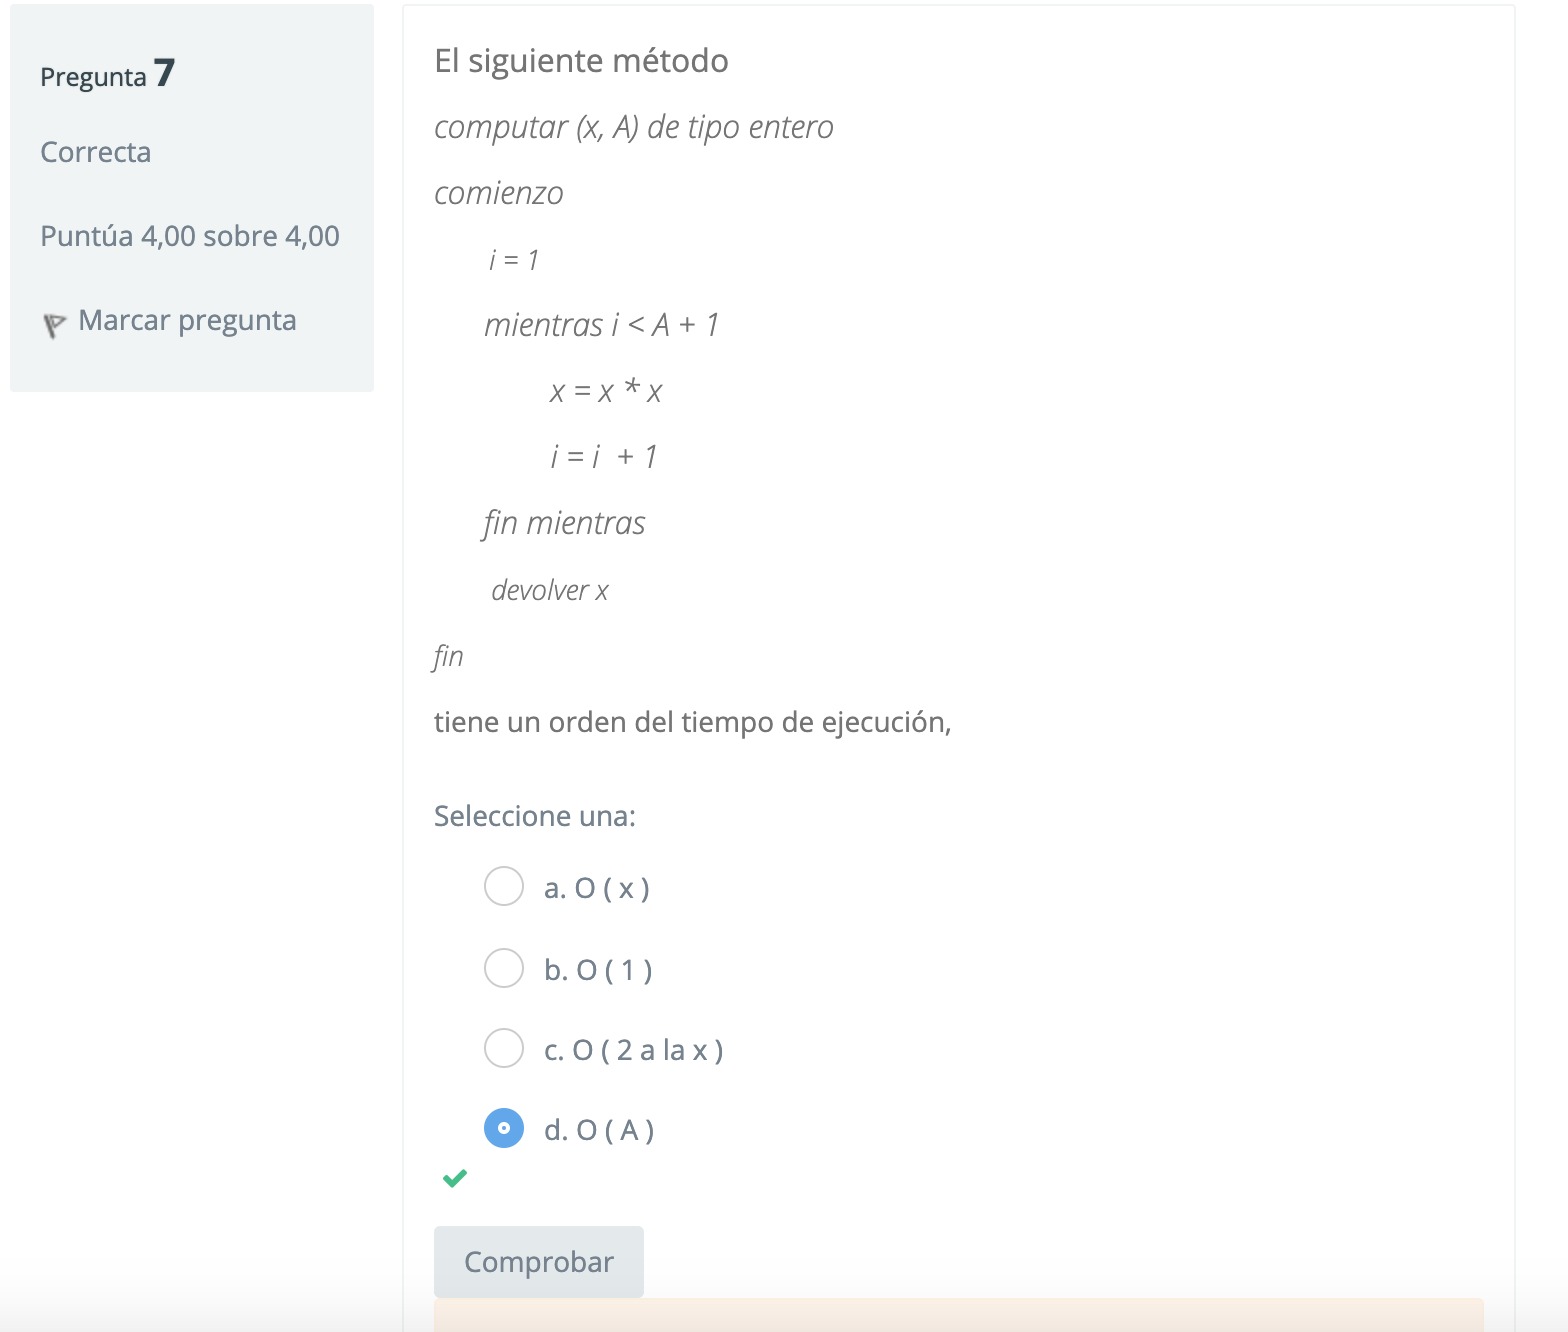 Pregunta 7
Correcta
Puntúa 4,00 sobre 4,00
Marcar pregunta
El siguiente método
computar (x, A) de tipo entero
comienzo
i = 1
mientras i < A + 1
x = x * x
i = i + 1
fin mientras
devolver x
fin
tiene un orden del tiempo de ejecución,
Seleccione una:
a. O ( x )
b. O ( 1 )
c. O ( 2 a la x )
d. O ( A )
Comprobar